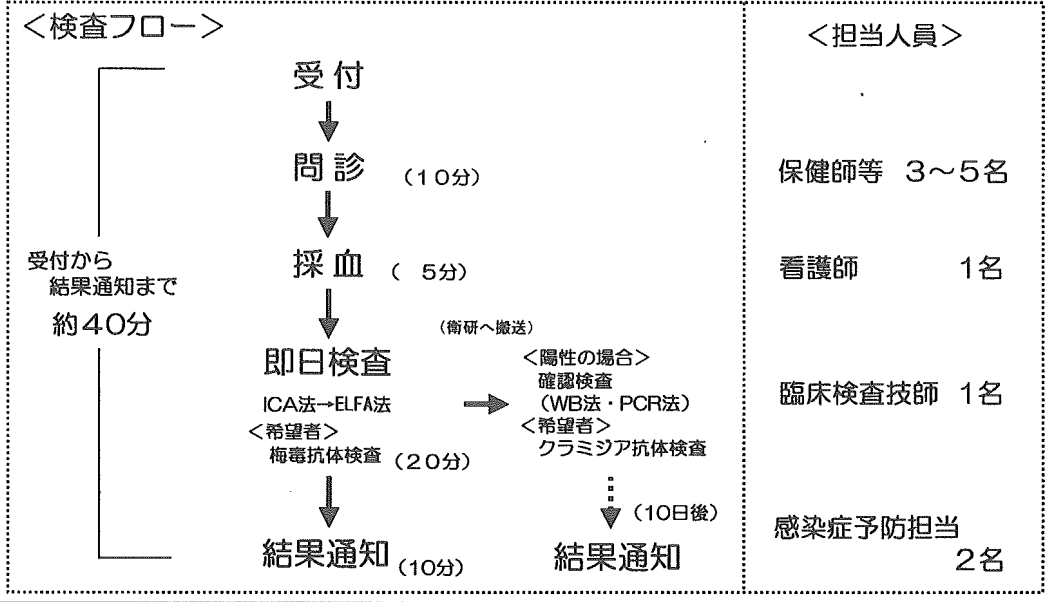 ＜検査フロー＞
受付
問診 （１０分）
採血 （　５分）
受付から
結果通知まで
約４０分
即日検査
ICA法→ELFA法
＜希望者＞
梅毒抗体検査 （２０分）
結果通知 （１０分）
（衛研へ搬送）
＜陽性の場合＞
確認検査
（WB法・PCR法）
＜希望者＞
クラミジア抗体検査
（10日後）
結果通知
＜担当人員＞
保健師等　３～５名
看護師　１名
臨床検査技師　１名
感染症予防担当
２名